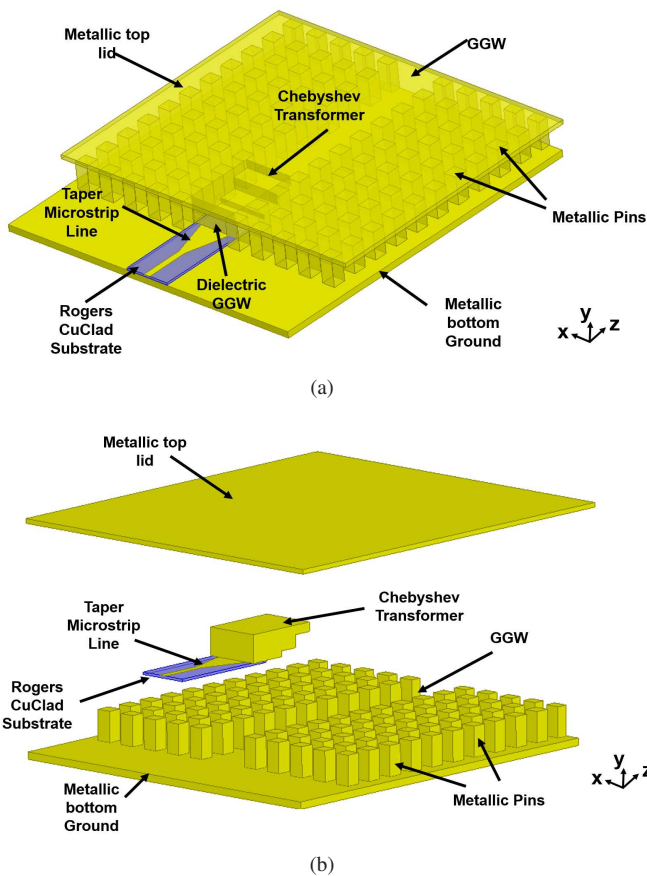 Metallic top
lid
GGW
Chebyshev
Transformer
Taper
Microstrip
Line
Metallic Pins
Dielectric
GGW
Rogers
CuClad
Substrate
Metallic
bottom
Ground
y
x
z
(a)
Metallic top
lid
Chebyshev
Transformer
Taper
Microstrip
Line
GGW
Rogers
CuClad
Substrate
Metallic
bottom
Ground
Metallic Pins
y
x
z
(b)